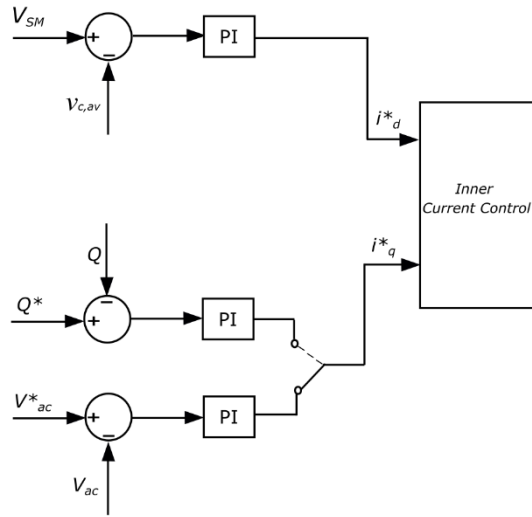 V_SM
+
−
PI
v_c,av
i*_d
Inner
Current Control
Q
−
Q*
+
PI
i*_q
V*_ac
+
−
PI
V_ac